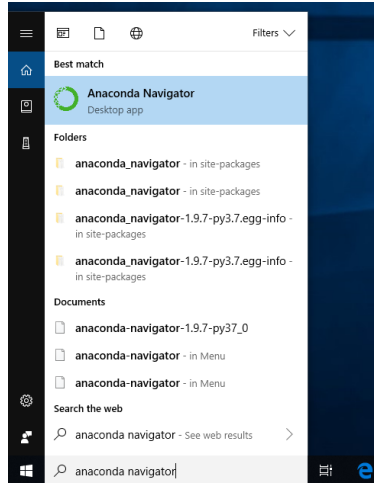 Filters
Best match
Anaconda Navigator
Desktop app
Folders
anaconda_navigator - in site-packages
anaconda_navigator - in site-packages
anaconda_navigator-1.9.7-py3.7.egg-info -
in site-packages
anaconda_navigator-1.9.7-py3.7.egg-info -
in site-packages
Documents
anaconda-navigator-1.9.7-py37_0
anaconda-navigator - in Menu
anaconda-navigator - in Menu
Search the web
anaconda navigator - See web results
anaconda navigator